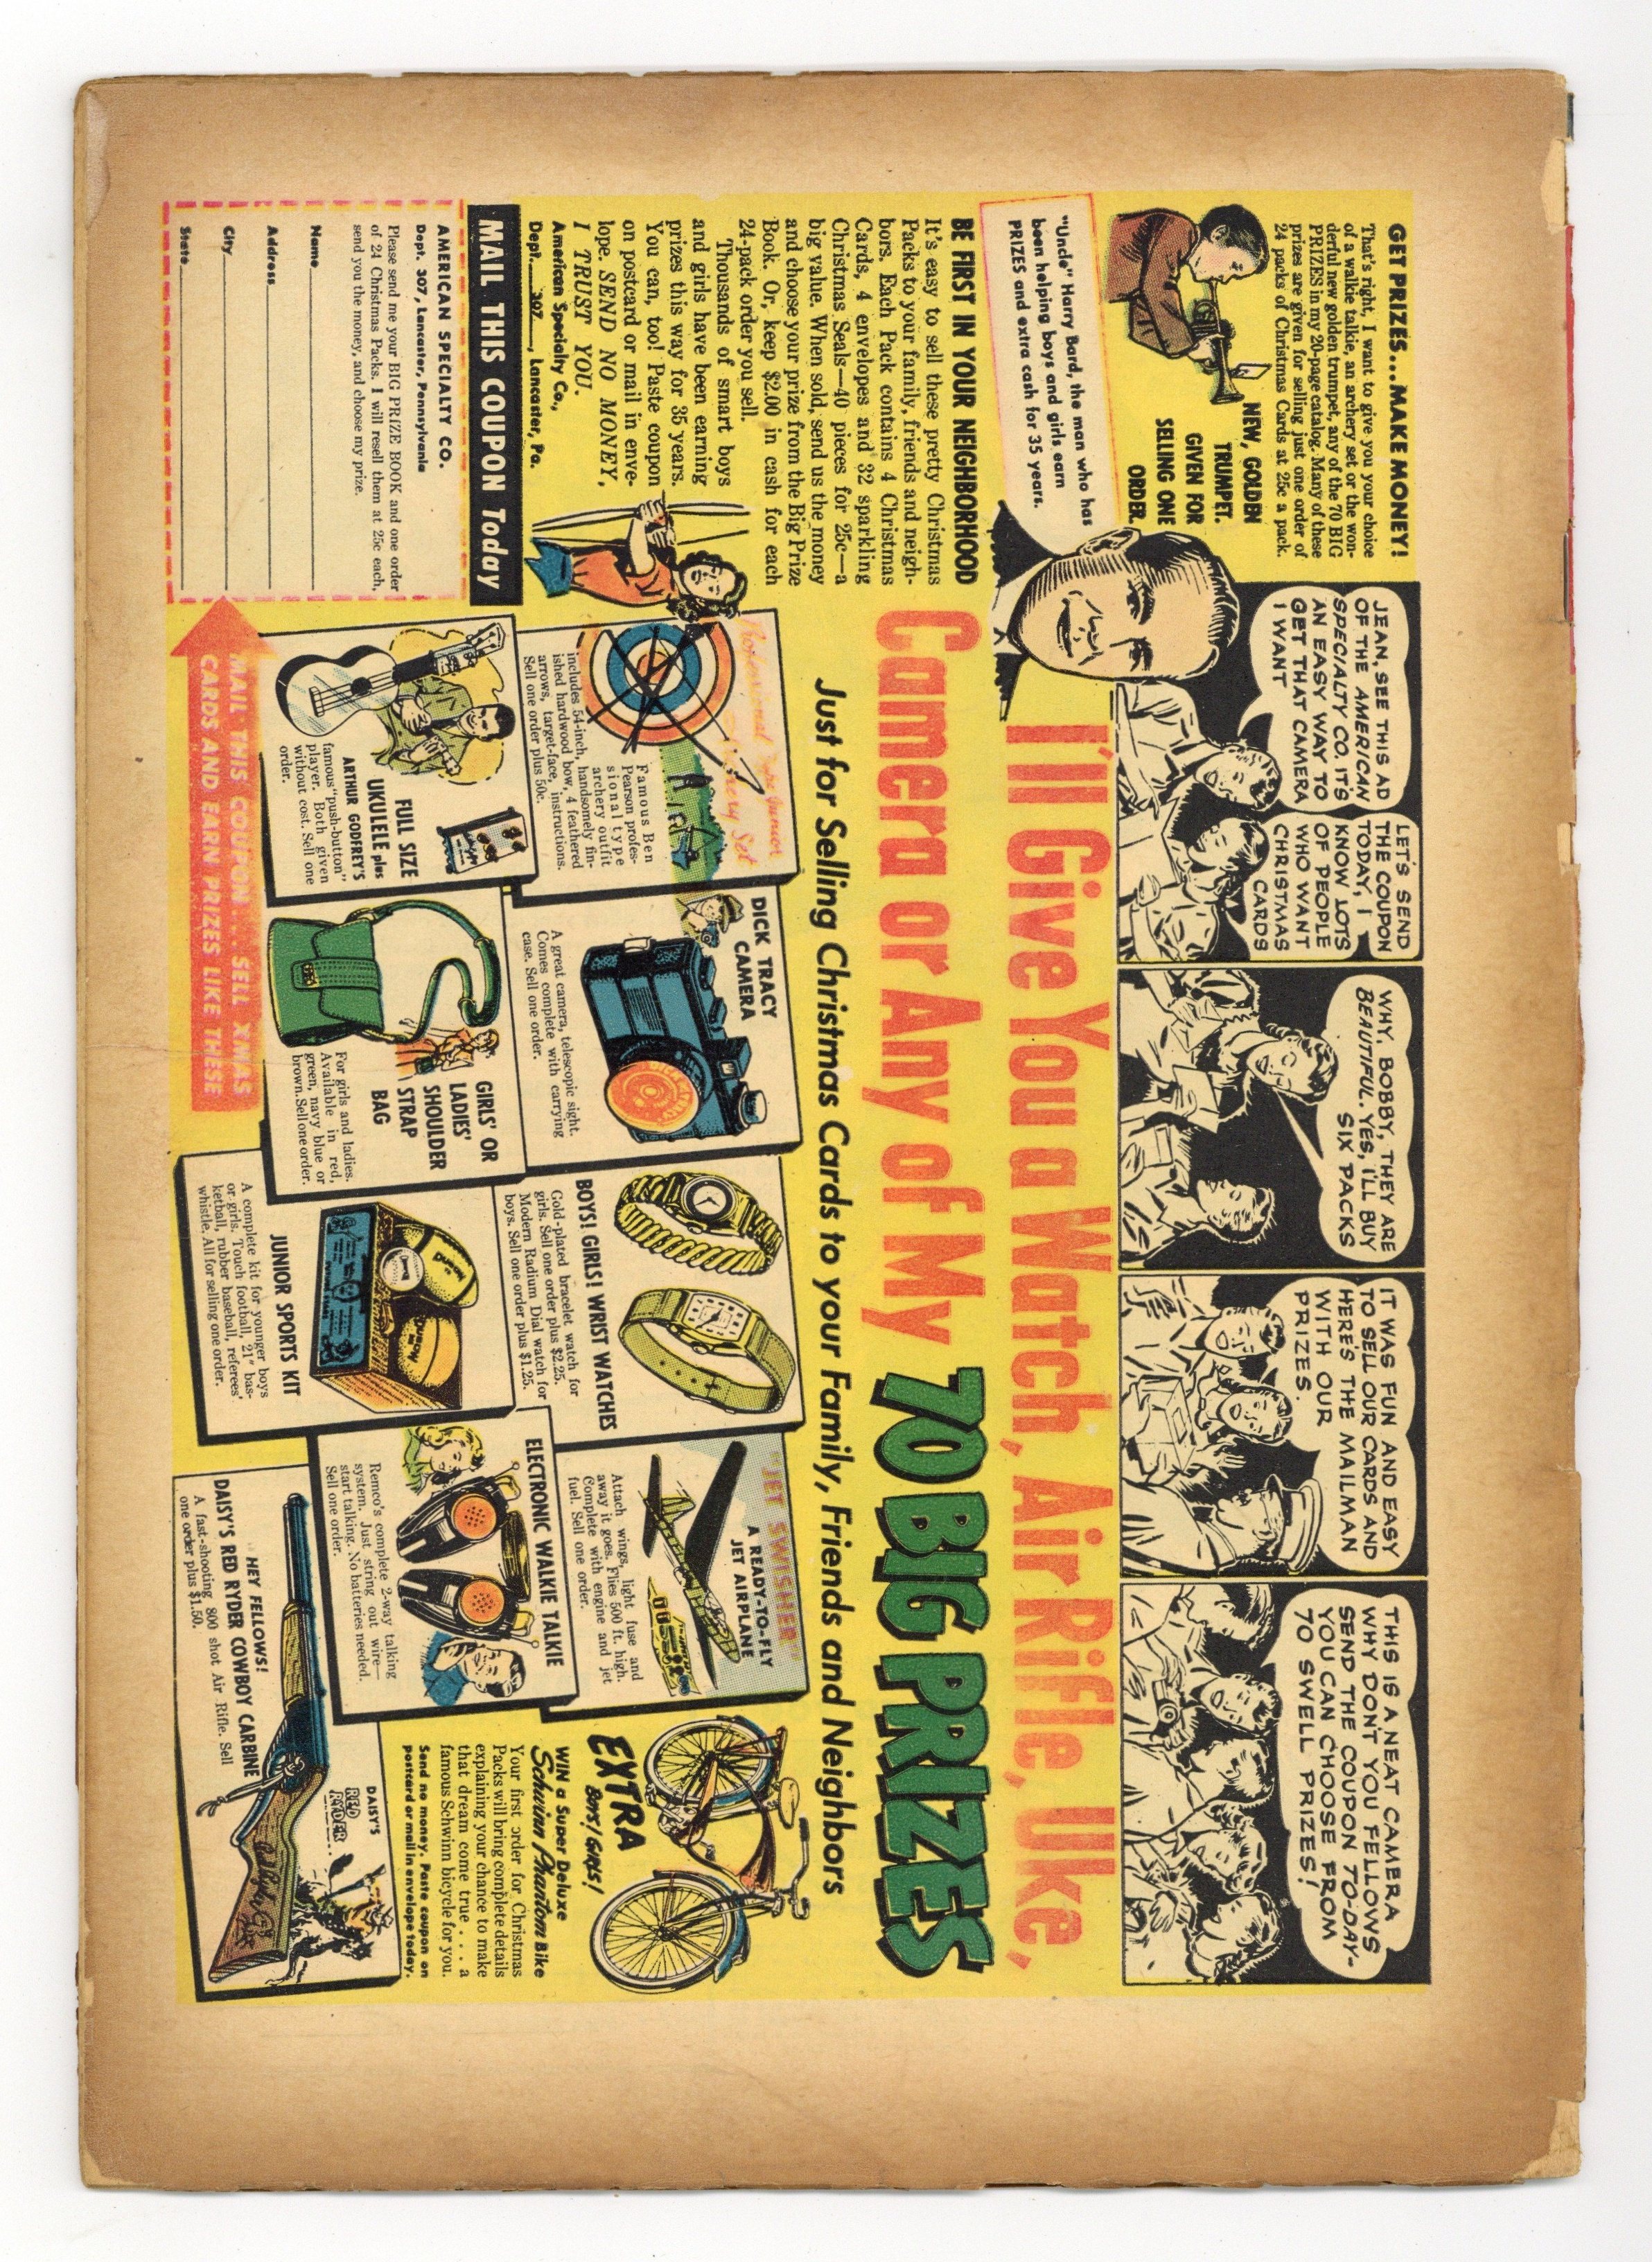 JEAN, SEE THIS AD
OF THE AMERICAN
SPECIALTY CO. IT'S
AN EASY WAY TO
GET THAT CAMERA
I WANT
LET'S SEND
THE COUPON
TODAY, I
KNOW LOTS
OF PEOPLE
WHO WANT
CHRISTMAS
CARDS
WHY, BOBBY, THEY ARE
BEAUTIFUL. YES, I'LL BUY
SIX PACKS
IT WAS FUN AND EASY
TO SELL OUR CARDS AND
HERE'S THE MAILMAN
WITH OUR
PRIZES.
THIS IS A NEAT CAMERA
WHY DON'T YOU FELLOWS
SEND THE COUPON TO-DAY-
YOU CAN CHOOSE FROM
70 SWELL PRIZES!
GET PRIZES...MAKE MONEY!
That's right, I want to give you your choice
of a walkie talkie, an archery set or the won-
derful new golden trumpet, any of the 70 BIG
PRIZES in my 20-page catalog. Many of these
prizes are given for selling just one order of
24 packs of Christmas Cards at 25c a pack.
NEW, GOLDEN
TRUMPET.
GIVEN FOR
SELLING ONE
ORDER.
"Uncle" Harry Bard, the man who has
been helping boys and girls earn
PRIZES and extra cash for 35 years.
I'll Give You a Watch, Air Rifle, Uke,
Camera or Any of My 70 BIG PRIZES
Just for Selling Christmas Cards to your Family, Friends and Neighbors
BE FIRST IN YOUR NEIGHBORHOOD
It's easy to sell these pretty Christmas
Packs to your family, friends and neigh-
bors. Each Pack contains 4 Christmas
Cards, 4 envelopes and 32 sparkling
Christmas Seals—40 pieces for 25c—a
big value. When sold, send us the money
and choose your prize from the Big Prize
Book. Or, keep $2.00 in cash for each
24-pack order you sell.
Thousands of smart boys
and girls have been earning
prizes this way for 35 years.
You can, too! Paste coupon
on postcard or mail in enve-
lope. SEND NO MONEY,
I TRUST YOU.
American Specialty Co.,
Dept. 307, Lancaster, Pa.
MAIL THIS COUPON Today
AMERICAN SPECIALTY CO.
Dept. 307, Lancaster, Pennsylvania
Please send me your BIG PRIZE BOOK and one order
of 24 Christmas Packs. I will resell them at 25c each,
send you the money, and choose my prize.
Name
Address
City
State
MAIL THIS COUPON... SELL XMAS
CARDS AND EARN PRIZES LIKE THESE
Archery Set
Famous Ben
Pearson profes-
sional type
archery outfit
includes 54-inch, handsomely fin-
ished hardwood bow, 4 feathered
arrows, target-face, instructions.
Sell one order plus 50c.
DICK TRACY
CAMERA
A great camera, telescopic sight.
Comes complete with carrying
case. Sell one order.
BOYS! GIRLS! WRIST WATCHES
Gold-plated bracelet watch for
girls. Sell one order plus $2.25.
Modern Radium Dial watch for
boys. Sell one order plus $1.25.
"JET SWISHER"
A READY-TO-FLY
JET AIRPLANE
Attach wings, light fuse and
away it goes. Flies 500 ft. high.
Complete with engine and jet
fuel. Sell one order.
EXTRA
BOYS! GIRLS!
WIN a Super Deluxe
Schwinn Phantom Bike
Your first order for Christmas
Packs will bring complete details
explaining your chance to make
that dream come true . . . a
famous Schwinn bicycle for you.
Send no money. Paste coupon on
postcard or mail in envelope today.
FULL SIZE
UKULELE plus
ARTHUR GODFREY'S
famous "push-button"
player. Both given
without cost. Sell one
order.
GIRLS' OR
LADIES'
SHOULDER
STRAP
BAG
For girls and ladies.
Available in red,
green, navy blue or
brown. Sell one order.
JUNIOR SPORTS KIT
A complete kit for younger boys
or girls. Touch football, 21" bas-
ketball, rubber baseball, referees'
whistle. All for selling one order.
ELECTRONIC WALKIE TALKIE
Remco's complete 2-way talking
system. Just string out wire—
start talking. No batteries needed.
Sell one order.
HEY FELLOWS!
DAISY'S RED RYDER COWBOY CARBINE
A fast-shooting 800 shot Air Rifle. Sell
one order plus $1.50.
DAISY'S
RED
RYDER